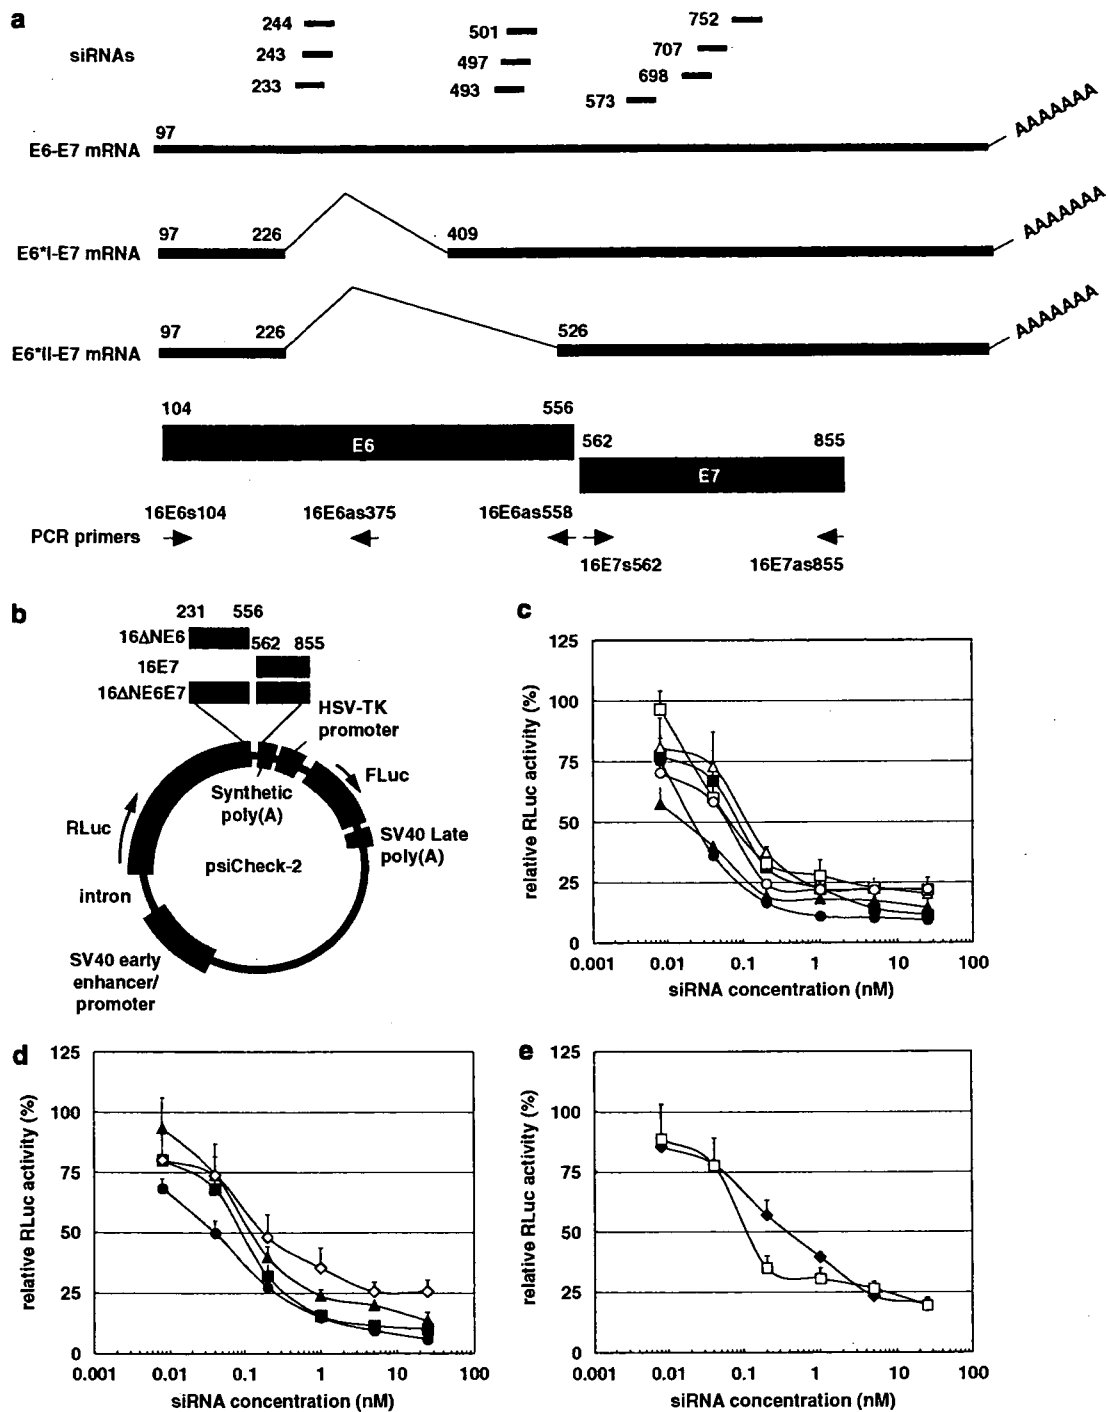 a
siRNAs
244
243
233
501
497
493
752
707
698
573
E6-E7 mRNA
97
AAAAAAA
E6*I-E7 mRNA
97
226
409
AAAAAAA
E6*II-E7 mRNA
97
226
526
AAAAAAA
104
556
E6
562
855
E7
PCR primers
16E6s104
16E6as375
16E6as558
16E7s562
16E7as855
b
231
556
16ΔNE6
562
855
16E7
16ΔNE6E7
HSV-TK
promoter
FLuc
Synthetic
poly(A)
RLuc
SV40 Late
poly(A)
psiCheck-2
intron
SV40 early
enhancer/
promoter
c
relative RLuc activity (%)
125
100
75
50
25
0
0.001
0.01
0.1
1
10
100
siRNA concentration (nM)
d
relative RLuc activity (%)
125
100
75
50
25
0
0.001
0.01
0.1
1
10
100
siRNA concentration (nM)
e
relative RLuc activity (%)
125
100
75
50
25
0
0.001
0.01
0.1
1
10
100
siRNA concentration (nM)